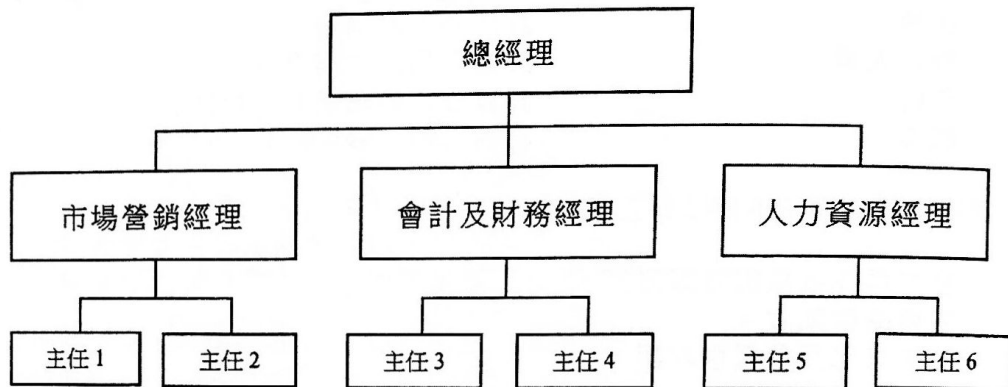 總經理
市場營銷經理
會計及財務經理
人力資源經理
主任 1
主任 2
主任 3
主任 4
主任 5
主任 6